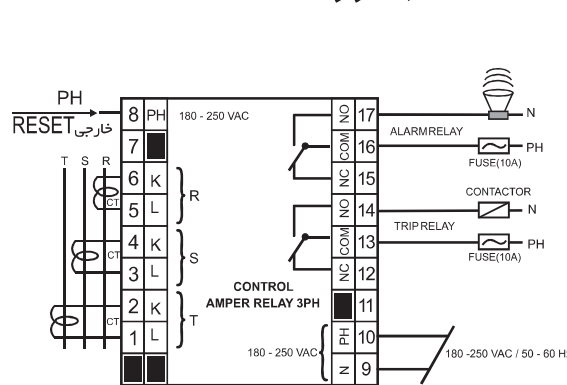 PH
RESET خارجی
T S R
CT
CT
CT
8 PH
7
6 K
5 L
4 K
3 L
2 K
1 L
R
S
T
180 - 250 VAC
CONTROL
AMPER RELAY 3PH
180 - 250 VAC
NO 17
COM 16
NC 15
NO 14
COM 13
NC 12
11
PH 10
N 9
N
ALARM RELAY
PH
FUSE(10A)
CONTACTOR
N
TRIP RELAY
PH
FUSE(10A)
180 -250 VAC / 50 - 60 H